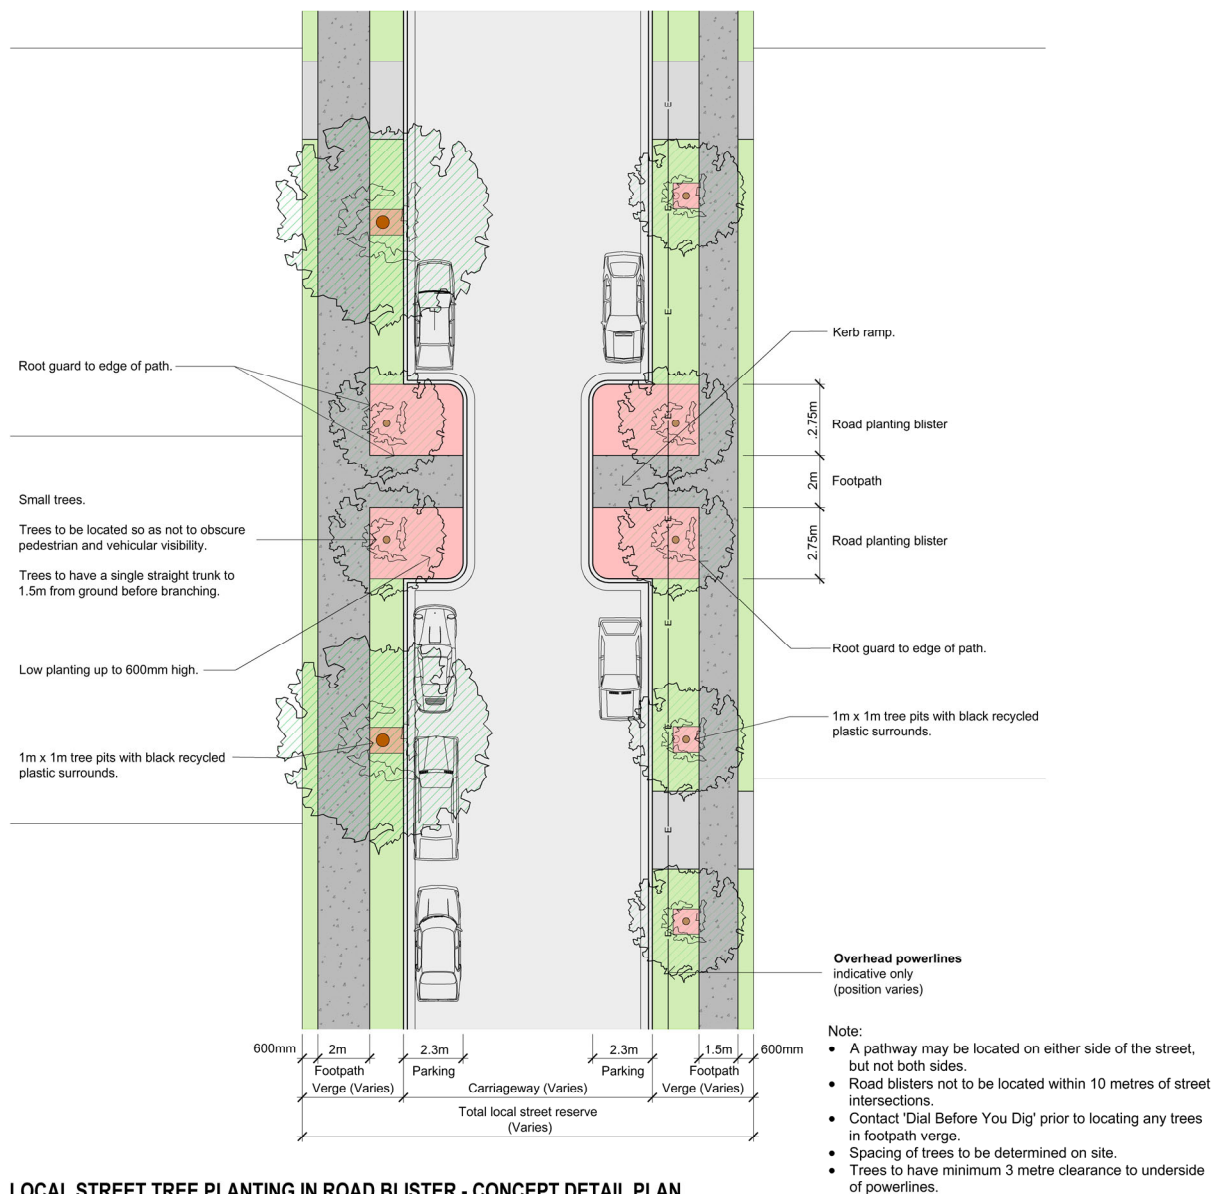 E
E
E
Kerb ramp.
Root guard to edge of path.
.2.75m
Road planting blister
E
2m
Footpath
Small trees.
Trees to be located so as not to obscure
pedestrian and vehicular visibility.
Trees to have a single straight trunk to
1.5m from ground before branching.
E
2.75m
Road planting blister
E
Low planting up to 600mm high.
Root guard to edge of path.
1m x 1m tree pits with black recycled
plastic surrounds.
1m x 1m tree pits with black recycled
plastic surrounds.
E
E
E
Overhead powerlines
indicative only
(position varies)
600mm 2m 2.3m 2.3m 1.5m 600mm
Footpath Parking Parking Footpath
Verge (Varies) Carriageway (Varies) Verge (Varies)
Total local street reserve
(Varies)
Note:
• A pathway may be located on either side of the street,
but not both sides.
• Road blisters not to be located within 10 metres of street
intersections.
• Contact 'Dial Before You Dig' prior to locating any trees
in footpath verge.
• Spacing of trees to be determined on site.
• Trees to have minimum 3 metre clearance to underside
of powerlines.
LOCAL STREET TREE PLANTING IN ROAD BLISTER - CONCEPT DETAIL PLAN